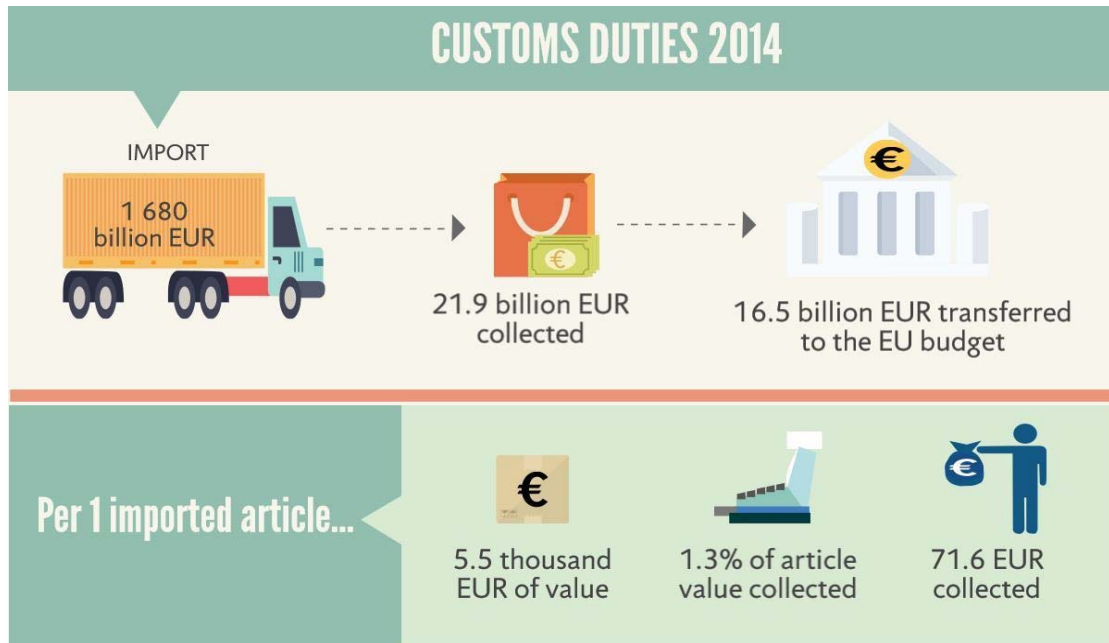 CUSTOMS DUTIES 2014
IMPORT
1 680
billion EUR
€
€
21.9 billion EUR
collected
16.5 billion EUR transferred
to the EU budget
Per 1 imported article...
€
€
5.5 thousand
EUR of value
1.3% of article
value collected
71.6 EUR
collected